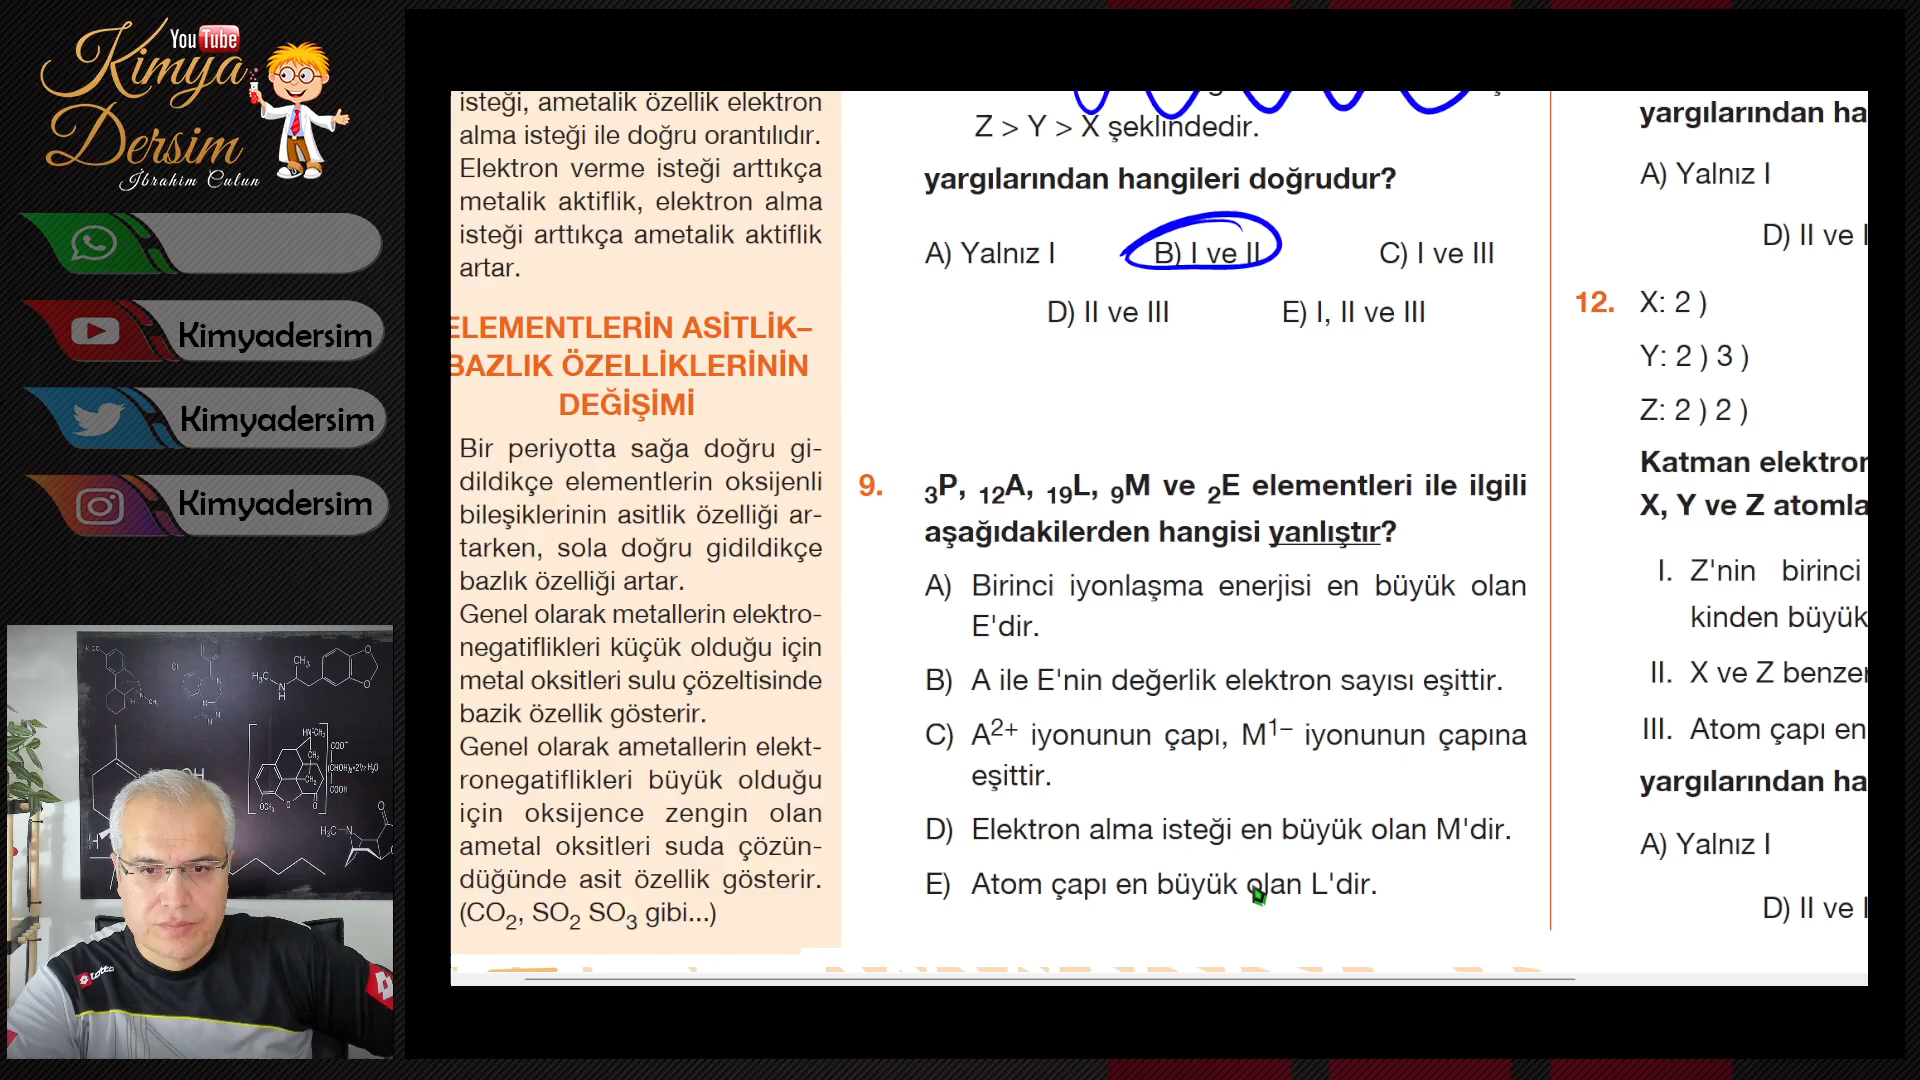 YouTube
Kimya
Dersim
İbrahim Culun
Kimyadersim
Kimyadersim
Kimyadersim
isteği, ametalik özellik elektron
alma isteği ile doğru orantılıdır.
Elektron verme isteği arttıkça
metalik aktiflik, elektron alma
isteği arttıkça ametalik aktiflik
artar.
ELEMENTLERİN ASİTLİK–
BAZLIK ÖZELLİKLERİNİN
DEĞİŞİMİ
Bir periyotta sağa doğru gi-
dildikçe elementlerin oksijenli
bileşiklerinin asitlik özelliği ar-
tarken, sola doğru gidildikçe
bazlık özelliği artar.
Genel olarak metallerin elektro-
negatiflikleri küçük olduğu için
metal oksitleri sulu çözeltisinde
bazik özellik gösterir.
Genel olarak ametallerin elekt-
ronegatiflikleri büyük olduğu
için oksijence zengin olan
ametal oksitleri suda çözün-
düğünde asit özellik gösterir.
(CO₂, SO₂ SO₃ gibi...)
Z > Y > X şeklindedir.
yargılarından hangileri doğrudur?
A) Yalnız I B) I ve II C) I ve III
D) II ve III E) I, II ve III
9. ₃P, ₁₂A, ₁₉L, ₉M ve ₂E elementleri ile ilgili
aşağıdakilerden hangisi yanlıştır?
A) Birinci iyonlaşma enerjisi en büyük olan
E'dir.
B) A ile E'nin değerlik elektron sayısı eşittir.
C) A²⁺ iyonunun çapı, M¹⁻ iyonunun çapına
eşittir.
D) Elektron alma isteği en büyük olan M'dir.
E) Atom çapı en büyük olan L'dir.
yargılarından ha
A) Yalnız I
D) II ve I
12. X: 2 )
Y: 2 ) 3 )
Z: 2 ) 2 )
Katman elektron
X, Y ve Z atomla
I. Z'nin birinci
kinden büyük
II. X ve Z benzer
III. Atom çapı en
yargılarından ha
A) Yalnız I
D) II ve I